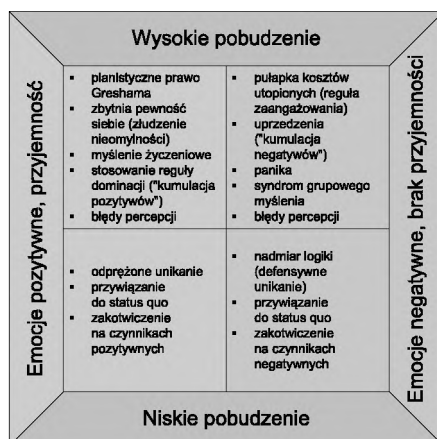 Wysokie pobudzenie
Emocje pozytywne, przyjemność
▪ planistyczne prawo
Greshama
▪ zbytnia pewność
siebie (złudzenie
nieomylności)
▪ myślenie życzeniowe
▪ stosowanie reguły
dominacji ("kumulacja
pozytywów")
▪ błędy percepcji
▪ pułapka kosztów
utopionych (reguła
zaangażowania)
▪ uprzedzenia
("kumulacja
negatywów")
▪ panika
▪ syndrom grupowego
myślenia
▪ błędy percepcji
▪ odprężone unikanie
▪ przywiązanie
do status quo
▪ zakotwiczenie
na czynnikach
pozytywnych
▪ nadmiar logiki
(defensywne
unikanie)
▪ przywiązanie
do status quo
▪ zakotwiczenie
na czynnikach
negatywnych
Emocje negatywne, brak przyjemności
Niskie pobudzenie